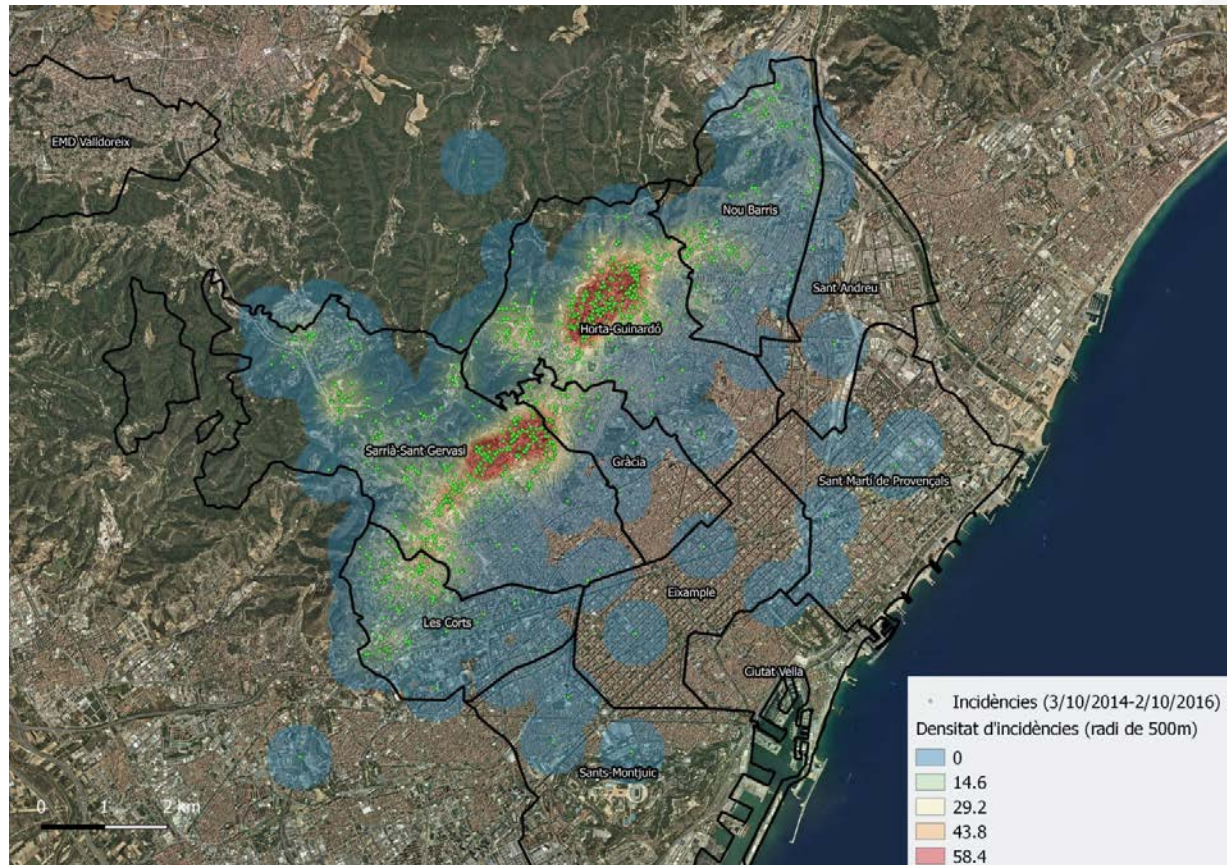 EMD Valldoreix
Nou Barris
Sant Andreu
Horta-Guinardó
Sarrià-Sant Gervasi
Gràcia
Sant Martí de Provençals
Eixample
Les Corts
Ciutat Vella
Sants-Montjuic
0 1 2 km
Incidències (3/10/2014-2/10/2016)
Densitat d'incidències (radi de 500m)
0
14.6
29.2
43.8
58.4